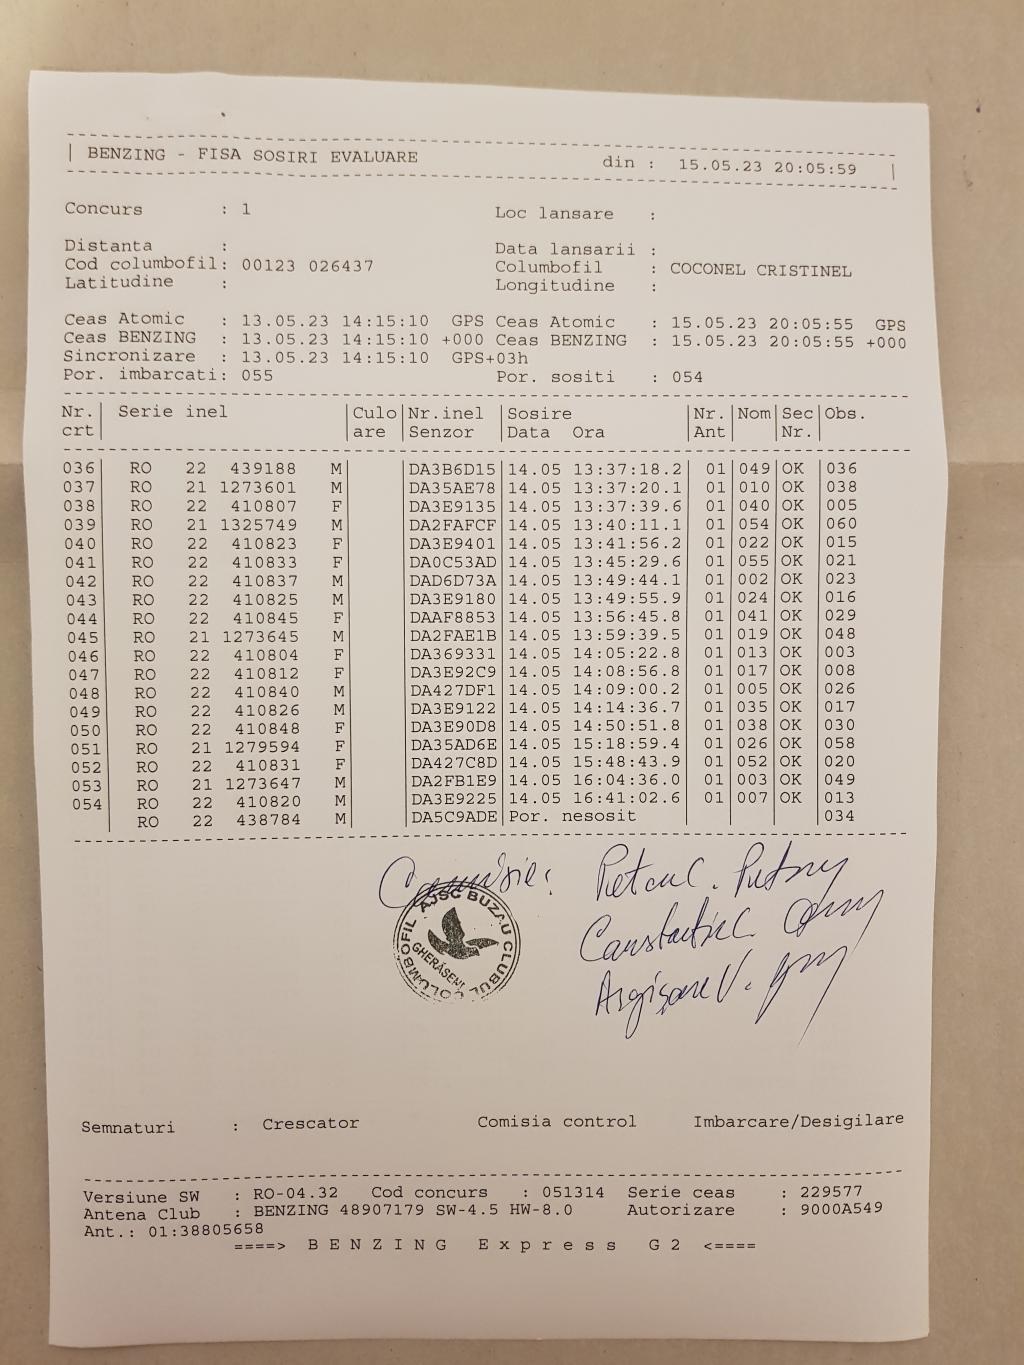 BENZING - FISA SOSIRI EVALUARE din : 15.05.23 20:05:59
Concurs : 1 Loc lansare :
Distanta : Data lansarii :
Cod columbofil: 00123 026437 Columbofil : COCONEL CRISTINEL
Latitudine : Longitudine :
Ceas Atomic : 13.05.23 14:15:10 GPS Ceas Atomic : 15.05.23 20:05:55 GPS
Ceas BENZING : 13.05.23 14:15:10 +000 Ceas BENZING : 15.05.23 20:05:55 +000
Sincronizare : 13.05.23 14:15:10 GPS+03h
Por. imbarcati: 055 Por. sositi : 054
Nr. Serie inel Culo Nr.inel Sosire Nr. Nom Sec Obs.
crt are Senzor Data Ora Ant Nr.
036 RO 22 439188 M DA3B6D15 14.05 13:37:18.2 01 049 OK 036
037 RO 21 1273601 M DA35AE78 14.05 13:37:20.1 01 010 OK 038
038 RO 22 410807 F DA3E9135 14.05 13:37:39.6 01 040 OK 005
039 RO 21 1325749 M DA2FAFCF 14.05 13:40:11.1 01 054 OK 060
040 RO 22 410823 F DA3E9401 14.05 13:41:56.2 01 022 OK 015
041 RO 22 410833 F DA0C53AD 14.05 13:45:29.6 01 055 OK 021
042 RO 22 410837 M DAD6D73A 14.05 13:49:44.1 01 002 OK 023
043 RO 22 410825 M DA3E9180 14.05 13:49:55.9 01 024 OK 016
044 RO 22 410845 F DAAF8853 14.05 13:56:45.8 01 041 OK 029
045 RO 21 1273645 M DA2FAE1B 14.05 13:59:39.5 01 019 OK 048
046 RO 22 410804 F DA369331 14.05 14:05:22.8 01 013 OK 003
047 RO 22 410812 F DA3E92C9 14.05 14:08:56.8 01 017 OK 008
048 RO 22 410840 M DA427DF1 14.05 14:09:00.2 01 005 OK 026
049 RO 22 410826 M DA3E9122 14.05 14:14:36.7 01 035 OK 017
050 RO 22 410848 F DA3E90D8 14.05 14:50:51.8 01 038 OK 030
051 RO 21 1279594 F DA35AD6E 14.05 15:18:59.4 01 026 OK 058
052 RO 22 410831 F DA427C8D 14.05 15:48:43.9 01 052 OK 020
053 RO 21 1273647 M DA2FB1E9 14.05 16:04:36.0 01 003 OK 049
054 RO 22 410820 M DA3E9225 14.05 16:41:02.6 01 007 OK 013
RO 22 438784 M DA5C9ADE Por. nesosit 034
AJSC BUZAU CLUBUL COLUMBOFIL
GHERĂSENI
Semnaturi : Crescator Comisia control Imbarcare/Desigilare
Versiune SW : RO-04.32 Cod concurs : 051314 Serie ceas : 229577
Antena Club : BENZING 48907179 SW-4.5 HW-8.0 Autorizare : 9000A549
Ant.: 01:38805658
====> BENZING Express G2 <====